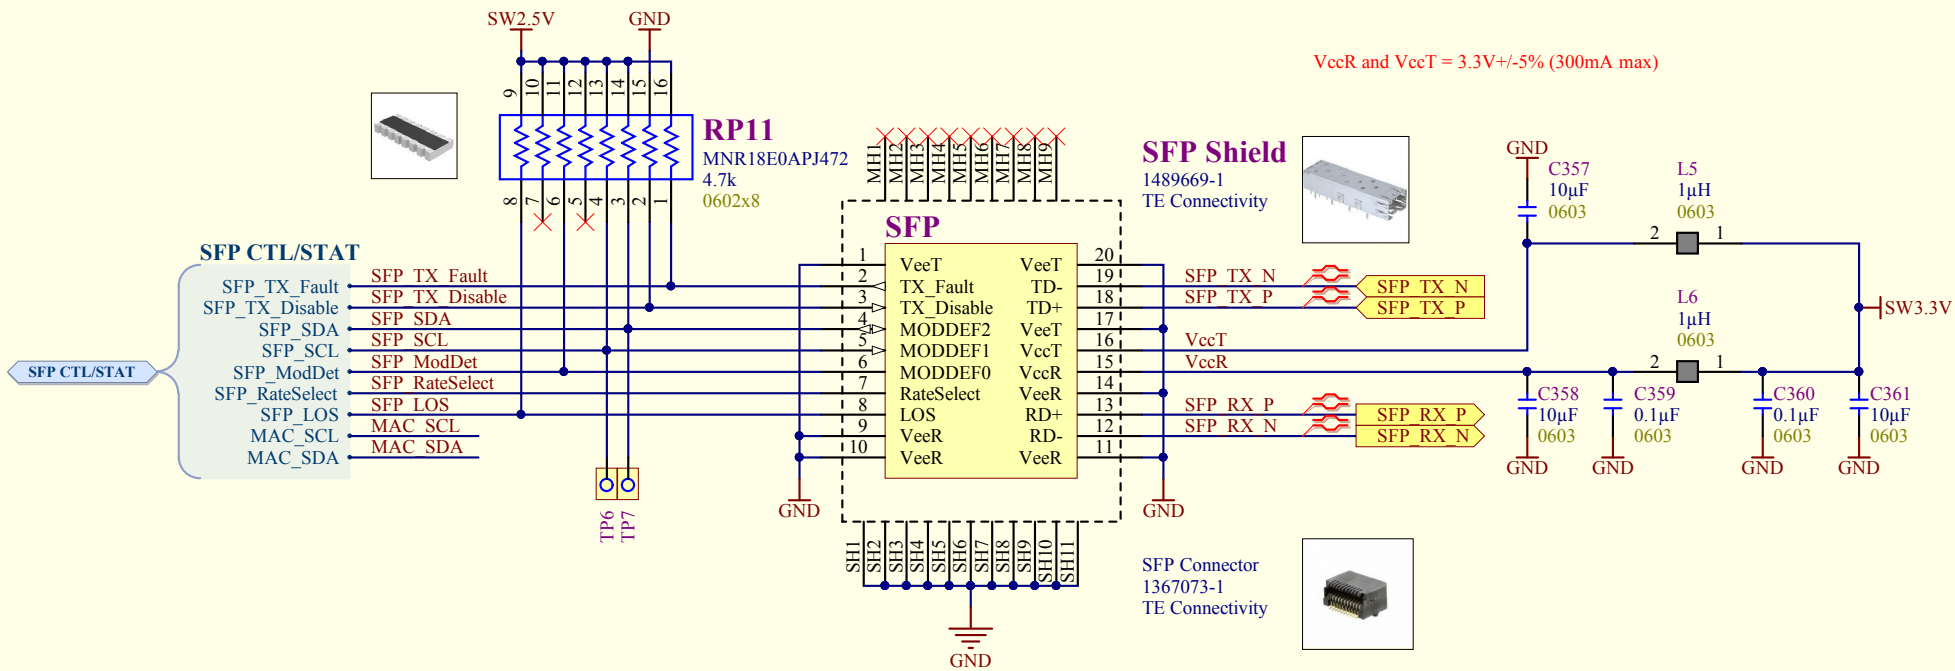 SW2.5V
GND
VccR and VccT = 3.3V+/-5% (300mA max)
9
10
11
12
13
14
15
16
RP11
MNR18E0APJ472
4.7k
0602x8
8
7
6
5
4
3
2
1
MH1
MH2
MH3
MH4
MH5
MH6
MH7
MH8
MH9
SFP Shield
1489669-1
TE Connectivity
GND
C357
10µF
0603
L5
1µH
0603
2
1
SFP CTL/STAT
SFP CTL/STAT
SFP_TX_Fault
SFP_TX_Disable
SFP_SDA
SFP_SCL
SFP_ModDet
SFP_RateSelect
SFP_LOS
MAC_SCL
MAC_SDA
SFP_TX_Fault
SFP_TX_Disable
SFP_SDA
SFP_SCL
SFP_ModDet
SFP_RateSelect
SFP_LOS
MAC_SCL
MAC_SDA
TP6
TP7
SFP
1
2
3
4
5
6
7
8
9
10
VeeT
TX_Fault
TX_Disable
MODDEF2
MODDEF1
MODDEF0
RateSelect
LOS
VeeR
VeeR
VeeT
TD-
TD+
VeeT
VccT
VccR
VeeR
RD+
RD-
VeeR
20
19
18
17
16
15
14
13
12
11
SFP_TX_N
SFP_TX_P
SFP_TX_N
SFP_TX_P
VccT
VccR
SFP_RX_P
SFP_RX_N
SFP_RX_P
SFP_RX_N
L6
1µH
0603
2
1
SW3.3V
C358
10µF
0603
GND
C359
0.1µF
0603
GND
C360
0.1µF
0603
GND
C361
10µF
0603
GND
GND
GND
SH1
SH2
SH3
SH4
SH5
SH6
SH7
SH8
SH9
SH10
SH11
GND
SFP Connector
1367073-1
TE Connectivity